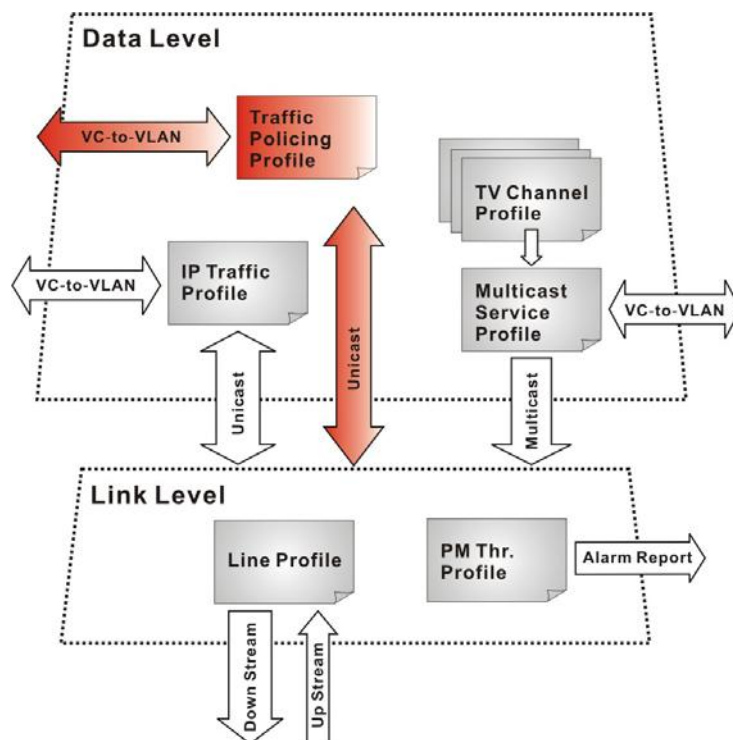 Data Level
Traffic
Policing
Profile
VC-to-VLAN
TV Channel
Profile
IP Traffic
Profile
VC-to-VLAN
Multicast
Service
Profile
VC-to-VLAN
Unicast
Unicast
Multicast
Link Level
Line Profile
PM Thr.
Profile
Alarm Report
Down Stream
Up Stream